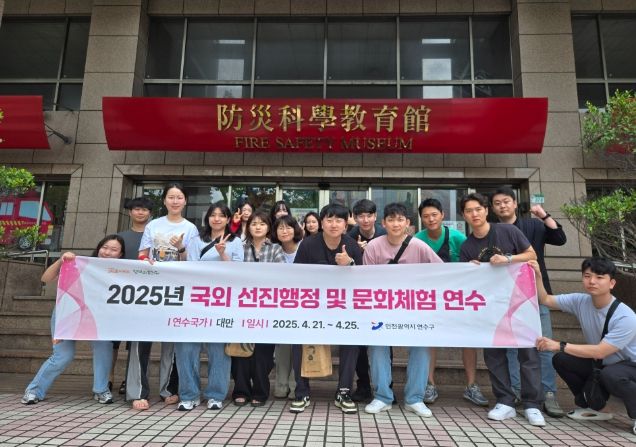 防災科學教育館
FIRE SAFETY MUSEUM
2025년 국외 선진행정 및 문화체험 연수
I 연수국가 I 대만 I 일시 I 2025. 4. 21. ~ 4. 25. 인천광역시 연수구